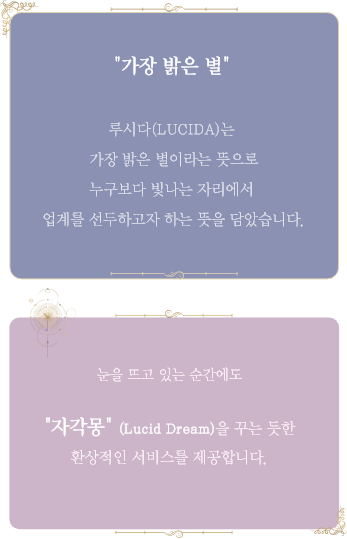 "가장 밝은 별"
루시다(LUCIDA)는
가장 밝은 별이라는 뜻으로
누구보다 빛나는 자리에서
업계를 선두하고자 하는 뜻을 담았습니다.
눈을 뜨고 있는 순간에도
"자각몽" (Lucid Dream)을 꾸는 듯한
환상적인 서비스를 제공합니다.